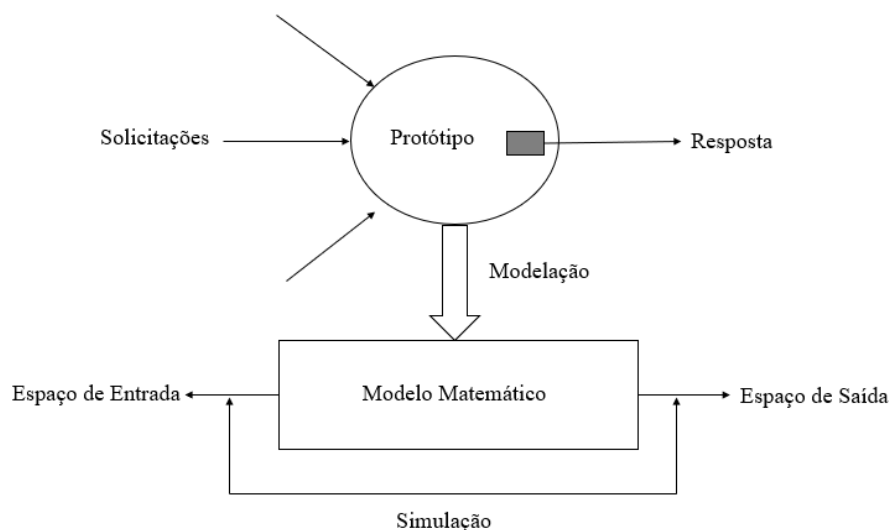 Solicitações
Protótipo
Resposta
Modelação
Espaço de Entrada
Modelo Matemático
Espaço de Saída
Simulação